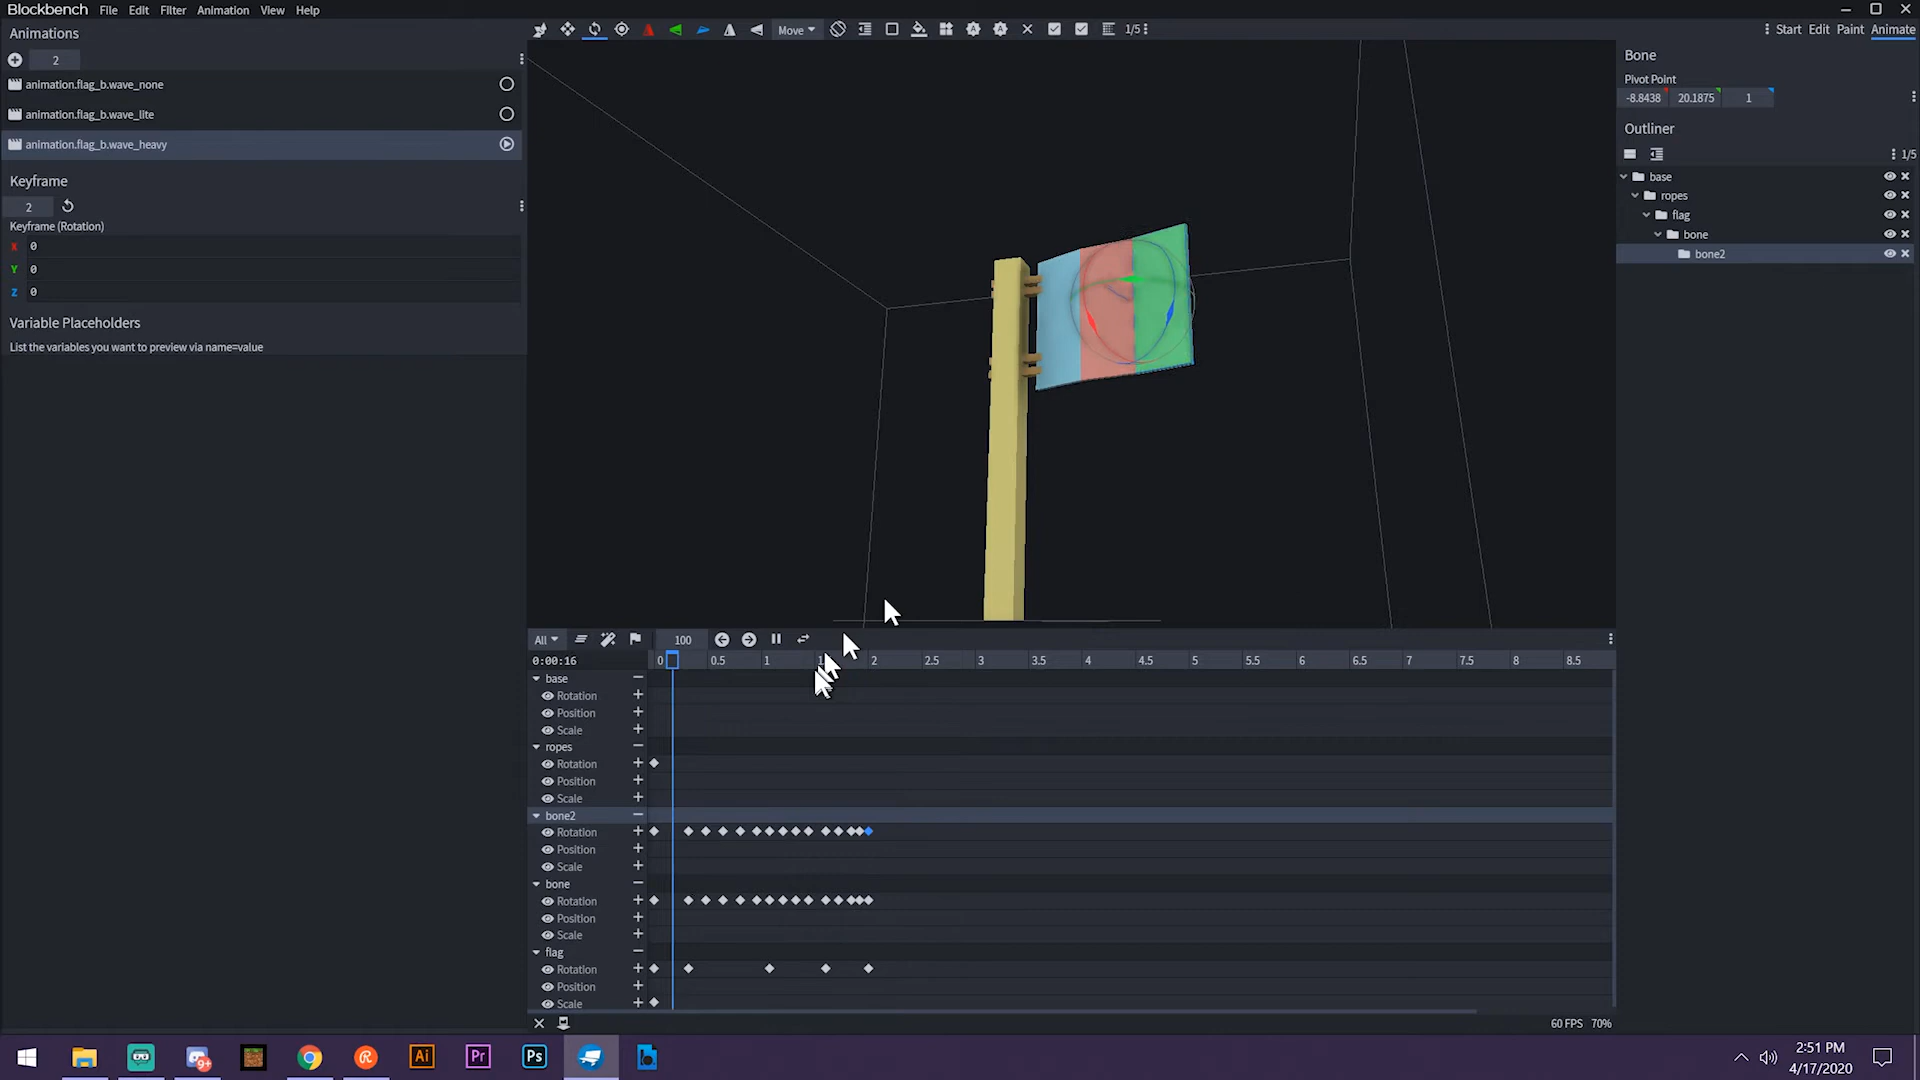 Blockbench File Edit Filter Animation View Help
Animations
2
animation.flag_b.wave_none
animation.flag_b.wave_lite
animation.flag_b.wave_heavy
Keyframe
2
Keyframe (Rotation)
X 0
Y 0
Z 0
Variable Placeholders
List the variables you want to preview via name=value
Move
1/5
Start Edit Paint Animate
Bone
Pivot Point
-8.8438 20.1875 1
Outliner
1/5
base
ropes
flag
bone
bone2
All 100
0:00:16 0 0.5 1 2 2.5 3 3.5 4 4.5 5 5.5 6 6.5 7 7.5 8 8.5
base
Rotation
Position
Scale
ropes
Rotation
Position
Scale
bone2
Rotation
Position
Scale
bone
Rotation
Position
Scale
flag
Rotation
Position
Scale
60 FPS 70%
9+
Ai
Pr
Ps
2:51 PM
4/17/2020